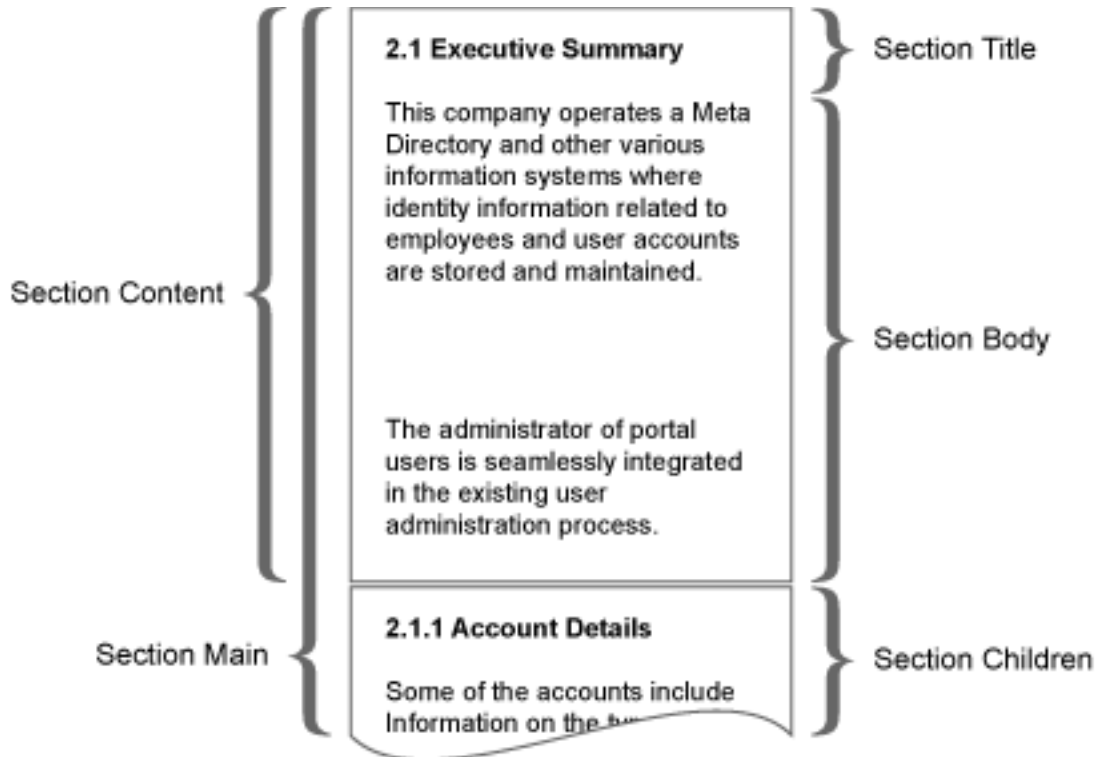 2.1 Executive Summary
Section Title
This company operates a Meta
Directory and other various
information systems where
identity information related to
employees and user accounts
are stored and maintained.
Section Content
Section Body
The administrator of portal
users is seamlessly integrated
in the existing user
administration process.
2.1.1 Account Details
Section Main
Section Children
Some of the accounts include
Information on the